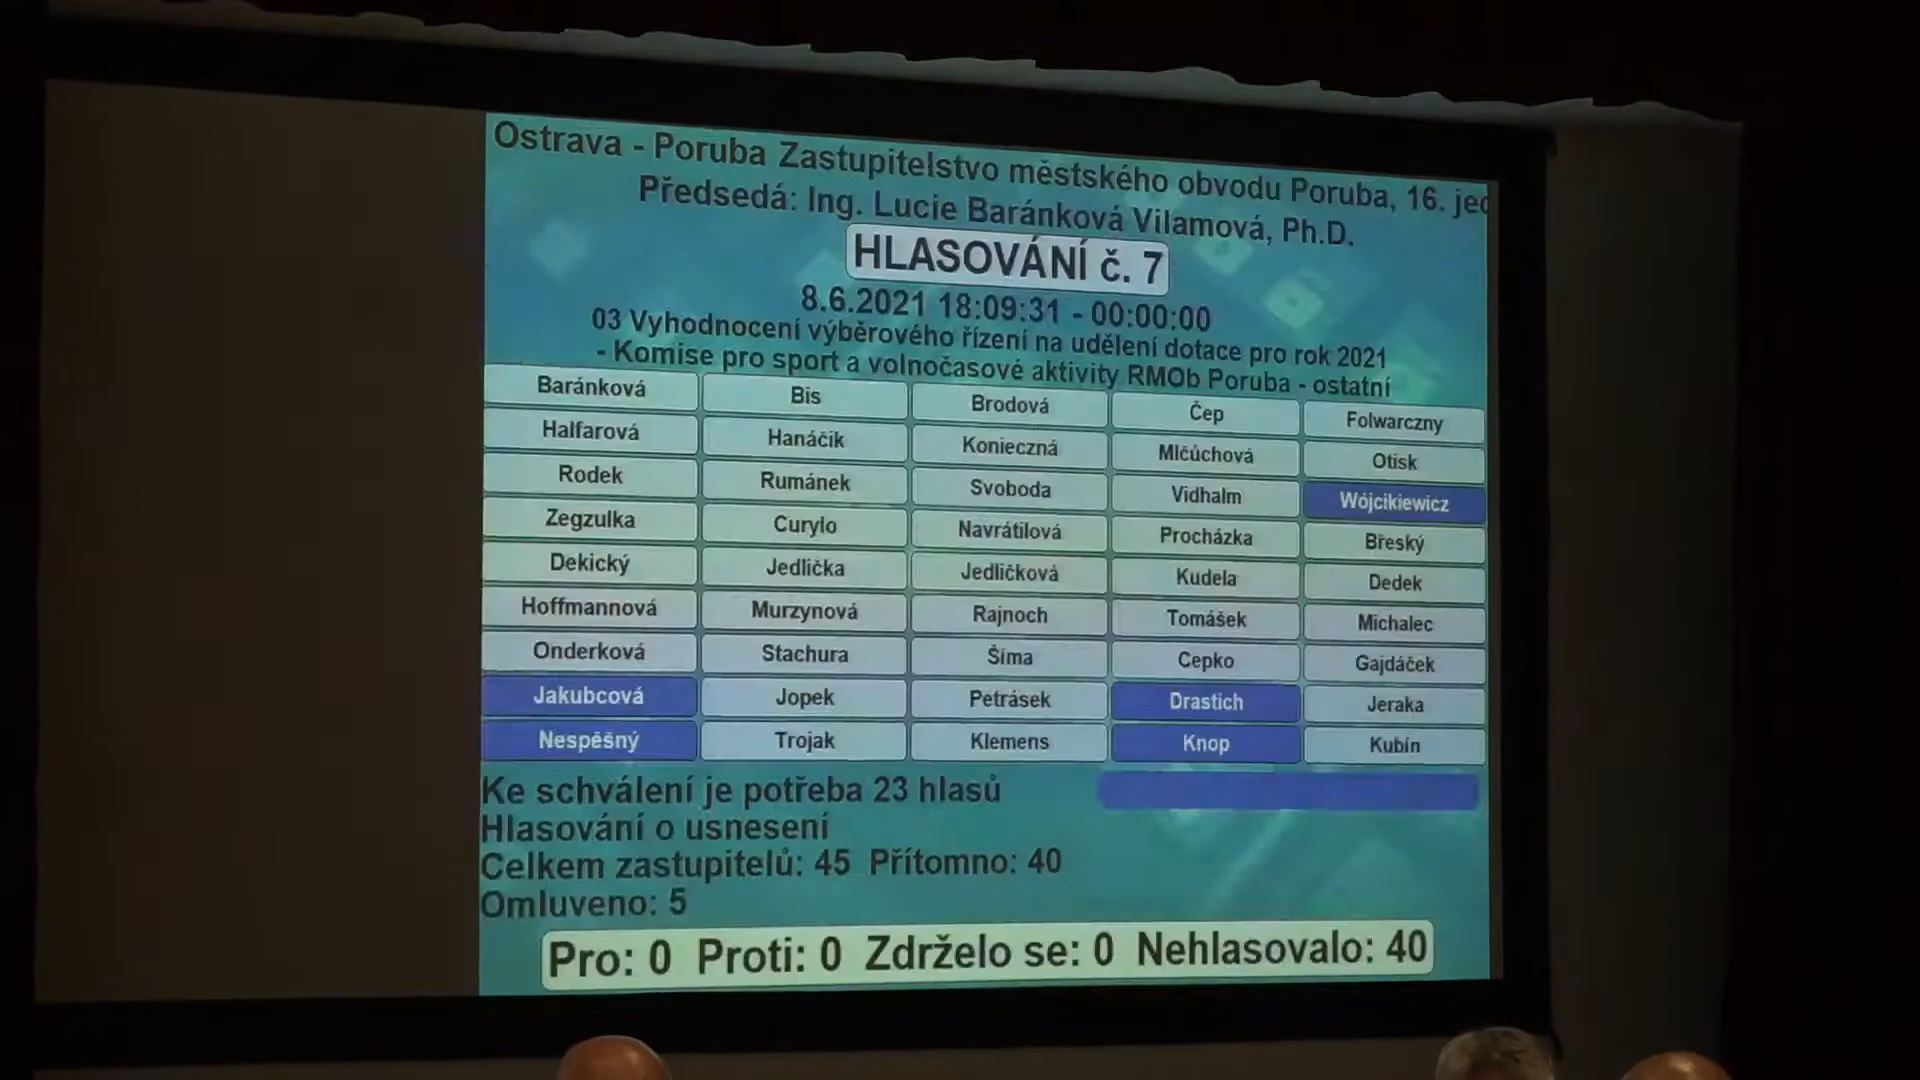 Ostrava - Poruba Zastupitelstvo městského obvodu Poruba, 16. jed
Předsedá: Ing. Lucie Baránková Vilamová, Ph.D.
HLASOVÁNÍ č. 7
8.6.2021 18:09:31 - 00:00:00
03 Vyhodnocení výběrového řízení na udělení dotace pro rok 2021
- Komise pro sport a volnočasové aktivity RMOb Poruba - ostatní
Baránková Bis Brodová Čep Folwarczny
Halfarová Hanáčik Konieczná Mlčúchová Otisk
Rodek Rumánek Svoboda Vidhalm Wojcikiewicz
Zegzulka Curylo Navrátilová Procházka Břeský
Dekický Jedlička Jedličková Kudela Dedek
Hoffmannová Murzynová Rajnoch Tomášek Michalec
Onderková Stachura Šíma Cepko Gajdáček
Jakubcová Jopek Petrásek Drastich Jeraka
Nespěšný Trojak Klemens Knop Kubín
Ke schválení je potřeba 23 hlasů
Hlasování o usnesení
Celkem zastupitelů: 45 Přítomno: 40
Omluveno: 5
Pro: 0 Proti: 0 Zdrželo se: 0 Nehlasovalo: 40